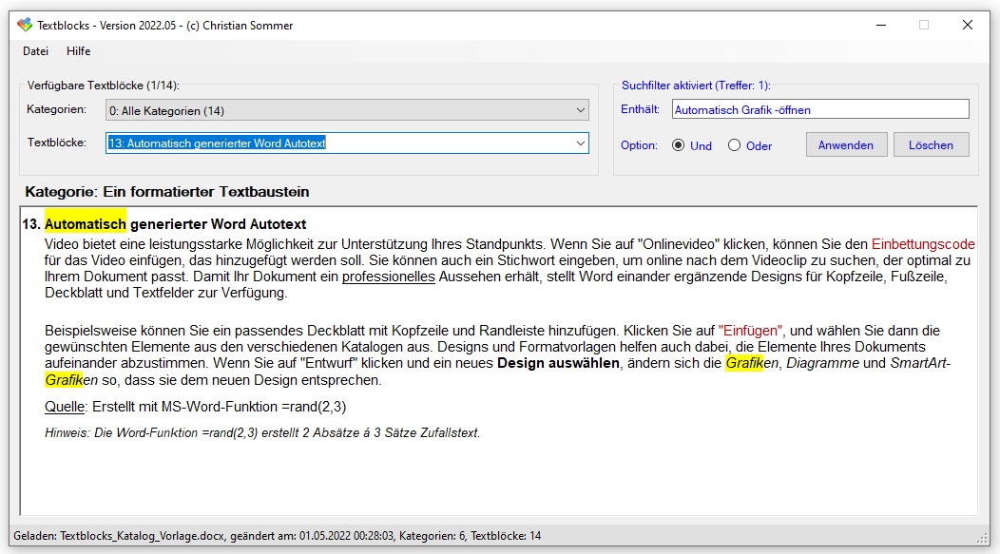 Textblocks - Version 2022.05 - (c) Christian Sommer
Datei Hilfe
Verfügbare Textblöcke (1/14):
Kategorien: 0: Alle Kategorien (14)
Textblöcke: 13: Automatisch generierter Word Autotext
Suchfilter aktiviert (Treffer: 1):
Enthält: Automatisch Grafik -öffnen
Option: Und Oder Anwenden Löschen
Kategorie: Ein formatierter Textbaustein
13. Automatisch generierter Word Autotext
Video bietet eine leistungsstarke Möglichkeit zur Unterstützung Ihres Standpunkts. Wenn Sie auf "Onlinevideo" klicken, können Sie den Einbettungscode
für das Video einfügen, das hinzugefügt werden soll. Sie können auch ein Stichwort eingeben, um online nach dem Videoclip zu suchen, der optimal zu
Ihrem Dokument passt. Damit Ihr Dokument ein professionelles Aussehen erhält, stellt Word einander ergänzende Designs für Kopfzeile, Fußzeile,
Deckblatt und Textfelder zur Verfügung.
Beispielsweise können Sie ein passendes Deckblatt mit Kopfzeile und Randleiste hinzufügen. Klicken Sie auf "Einfügen", und wählen Sie dann die
gewünschten Elemente aus den verschiedenen Katalogen aus. Designs und Formatvorlagen helfen auch dabei, die Elemente Ihres Dokuments
aufeinander abzustimmen. Wenn Sie auf "Entwurf" klicken und ein neues Design auswählen, ändern sich die Grafiken, Diagramme und SmartArt-
Grafiken so, dass sie dem neuen Design entsprechen.
Quelle: Erstellt mit MS-Word-Funktion =rand(2,3)
Hinweis: Die Word-Funktion =rand(2,3) erstellt 2 Absätze á 3 Sätze Zufallstext.
Geladen: Textblocks_Katalog_Vorlage.docx, geändert am: 01.05.2022 00:28:03, Kategorien: 6, Textblöcke: 14